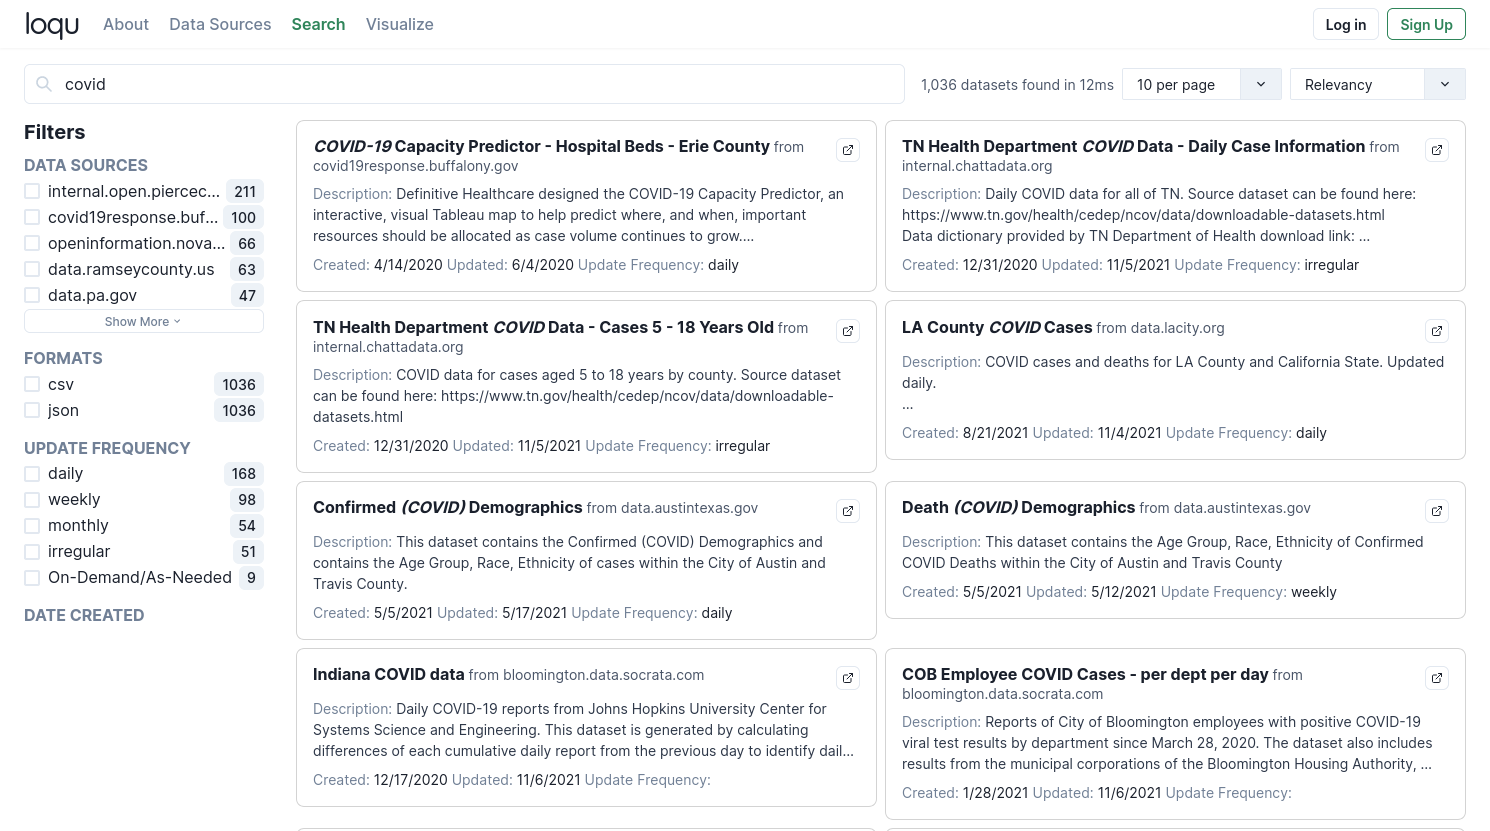 loqu About Data Sources Search Visualize Log in Sign Up
covid
1,036 datasets found in 12ms 10 per page Relevancy
Filters
DATA SOURCES
internal.open.piercec... 211
covid19response.buf... 100
openinformation.nova... 66
data.ramseycounty.us 63
data.pa.gov 47
Show More
FORMATS
csv 1036
json 1036
UPDATE FREQUENCY
daily 168
weekly 98
monthly 54
irregular 51
On-Demand/As-Needed 9
DATE CREATED
COVID-19 Capacity Predictor - Hospital Beds - Erie County from
covid19response.buffalony.gov
Description: Definitive Healthcare designed the COVID-19 Capacity Predictor, an
interactive, visual Tableau map to help predict where, and when, important
resources should be allocated as case volume continues to grow....
Created: 4/14/2020 Updated: 6/4/2020 Update Frequency: daily
TN Health Department COVID Data - Daily Case Information from
internal.chattadata.org
Description: Daily COVID data for all of TN. Source dataset can be found here:
https://www.tn.gov/health/cedep/ncov/data/downloadable-datasets.html
Data dictionary provided by TN Department of Health download link: ...
Created: 12/31/2020 Updated: 11/5/2021 Update Frequency: irregular
TN Health Department COVID Data - Cases 5 - 18 Years Old from
internal.chattadata.org
Description: COVID data for cases aged 5 to 18 years by county. Source dataset
can be found here: https://www.tn.gov/health/cedep/ncov/data/downloadable-
datasets.html
Created: 12/31/2020 Updated: 11/5/2021 Update Frequency: irregular
LA County COVID Cases from data.lacity.org
Description: COVID cases and deaths for LA County and California State. Updated
daily.
...
Created: 8/21/2021 Updated: 11/4/2021 Update Frequency: daily
Confirmed (COVID) Demographics from data.austintexas.gov
Description: This dataset contains the Confirmed (COVID) Demographics and
contains the Age Group, Race, Ethnicity of cases within the City of Austin and
Travis County.
Created: 5/5/2021 Updated: 5/17/2021 Update Frequency: daily
Death (COVID) Demographics from data.austintexas.gov
Description: This dataset contains the Age Group, Race, Ethnicity of Confirmed
COVID Deaths within the City of Austin and Travis County
Created: 5/5/2021 Updated: 5/12/2021 Update Frequency: weekly
Indiana COVID data from bloomington.data.socrata.com
Description: Daily COVID-19 reports from Johns Hopkins University Center for
Systems Science and Engineering. This dataset is generated by calculating
differences of each cumulative daily report from the previous day to identify dail...
Created: 12/17/2020 Updated: 11/6/2021 Update Frequency:
COB Employee COVID Cases - per dept per day from
bloomington.data.socrata.com
Description: Reports of City of Bloomington employees with positive COVID-19
viral test results by department since March 28, 2020. The dataset also includes
results from the municipal corporations of the Bloomington Housing Authority, ...
Created: 1/28/2021 Updated: 11/6/2021 Update Frequency: